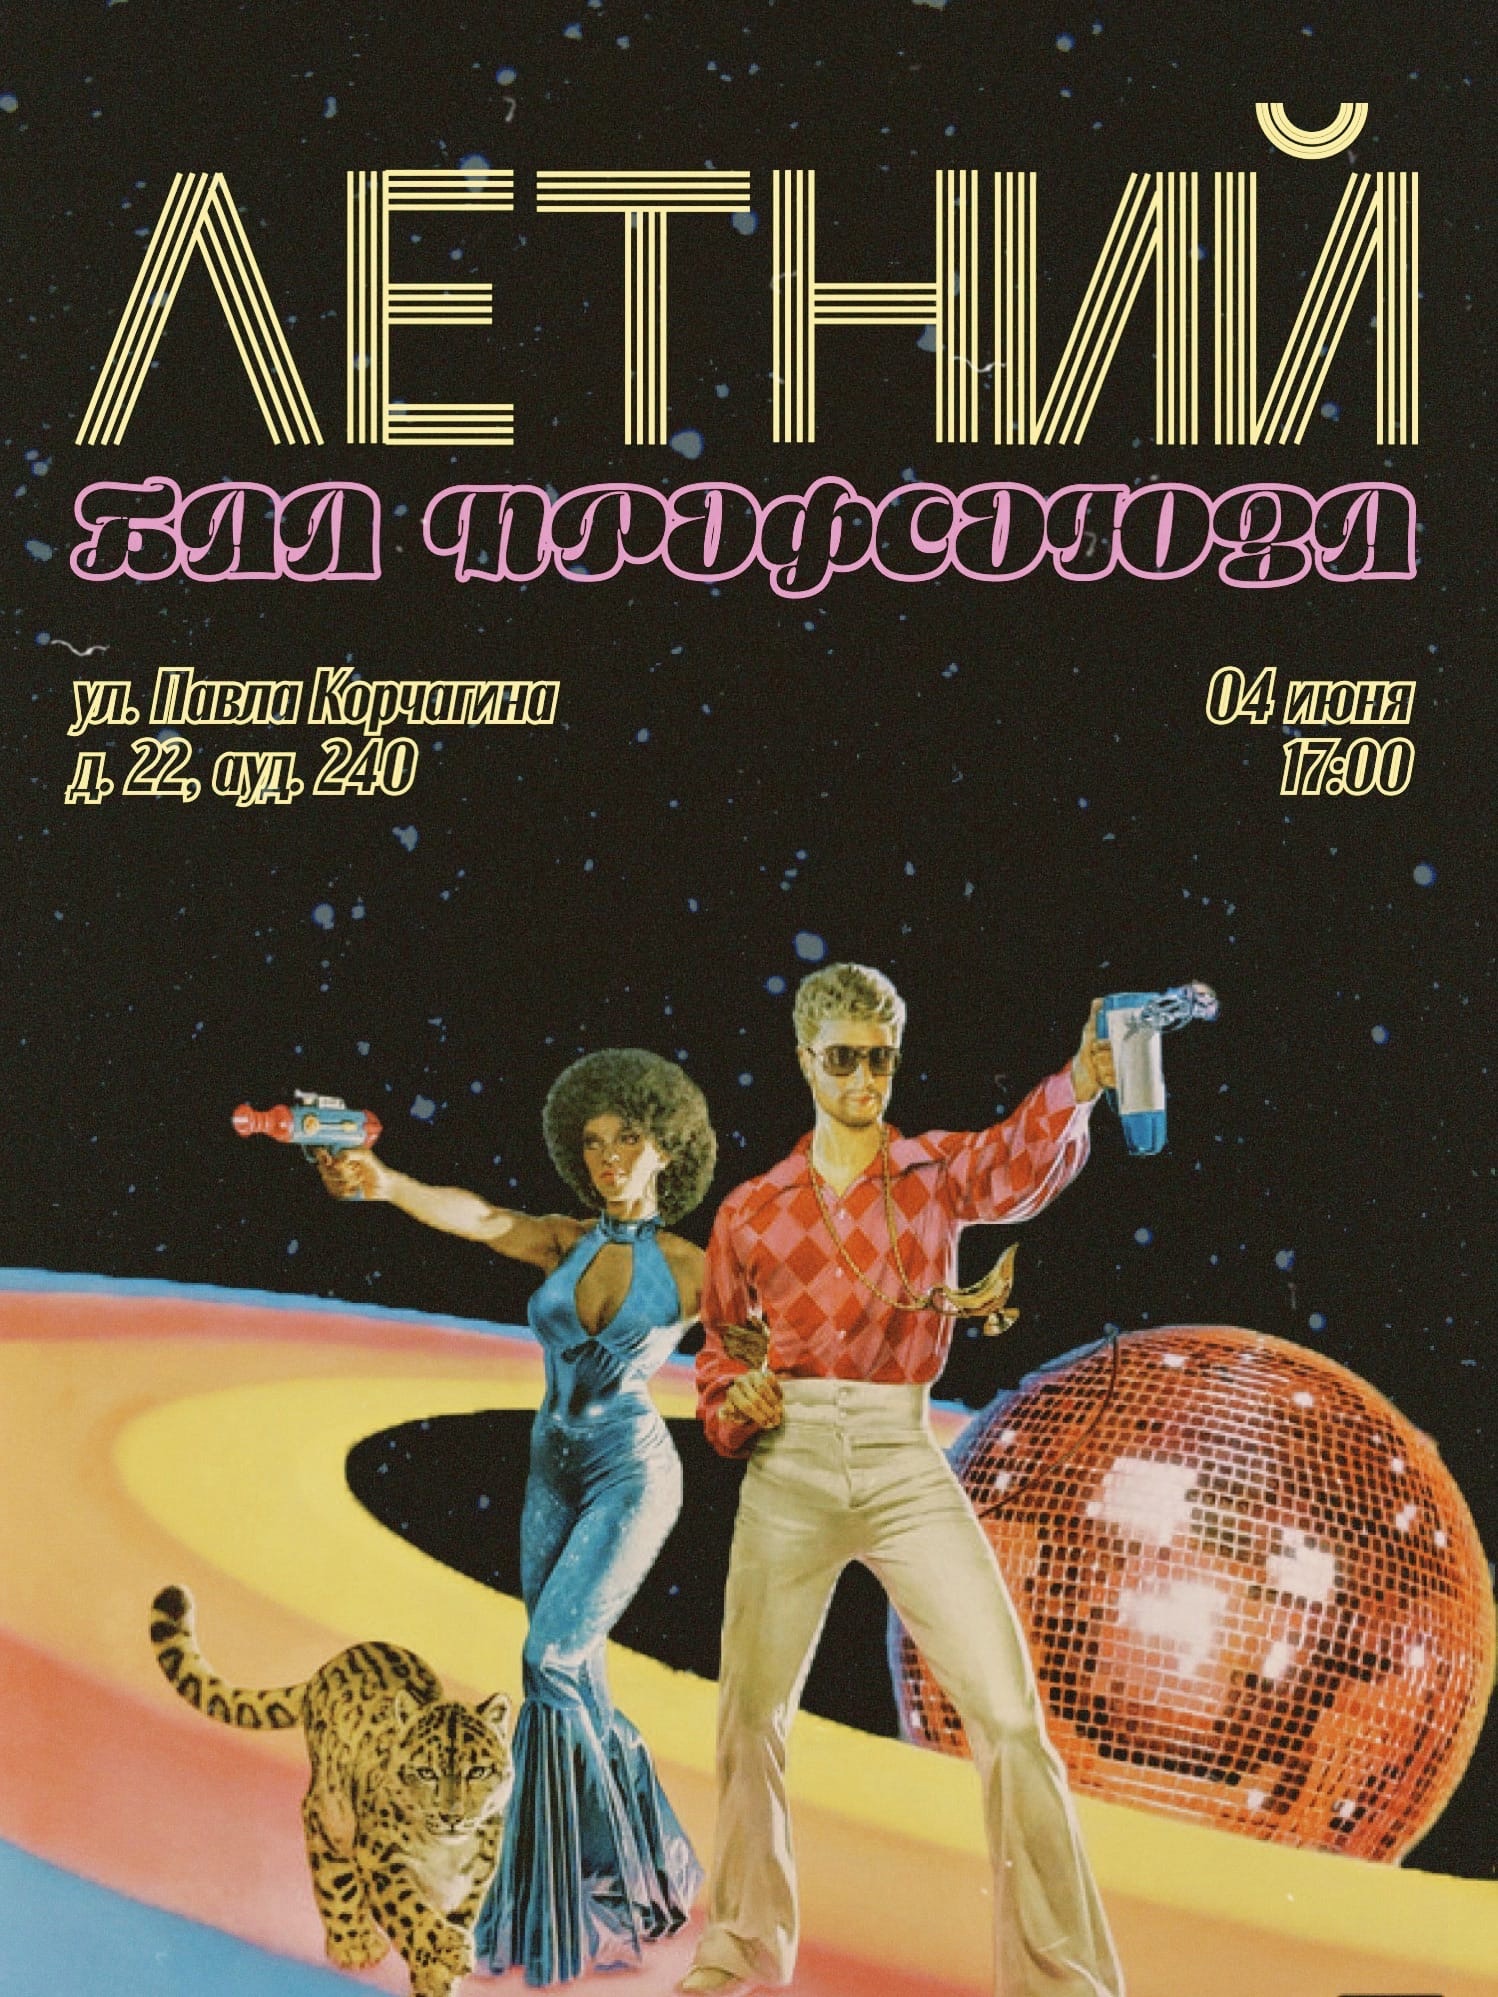 ЛЕТНИЙ
БАЛ ПРОФСОЮЗА
ул. Павла Корчагина
д. 22, ауд. 240
04 июня
17:00